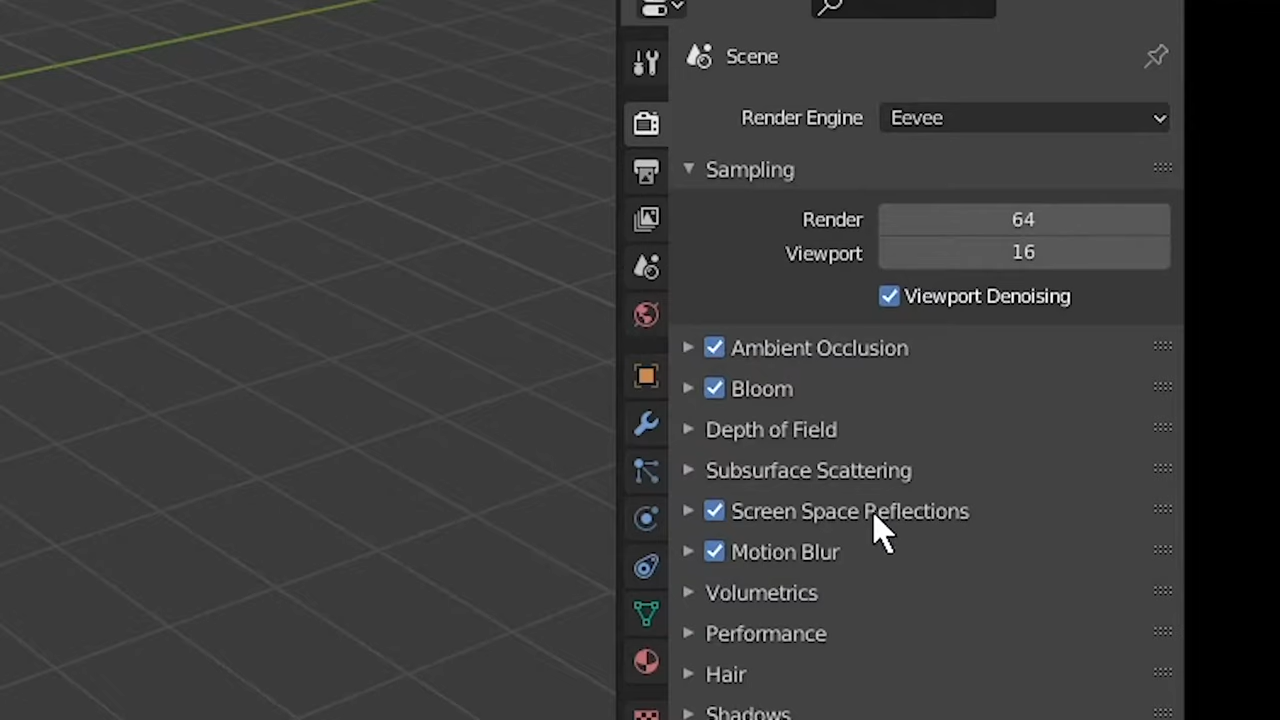 Scene
Render Engine Eevee
Sampling
Render 64
Viewport 16
Viewport Denoising
Ambient Occlusion
Bloom
Depth of Field
Subsurface Scattering
Screen Space Reflections
Motion Blur
Volumetrics
Performance
Hair
Shadows